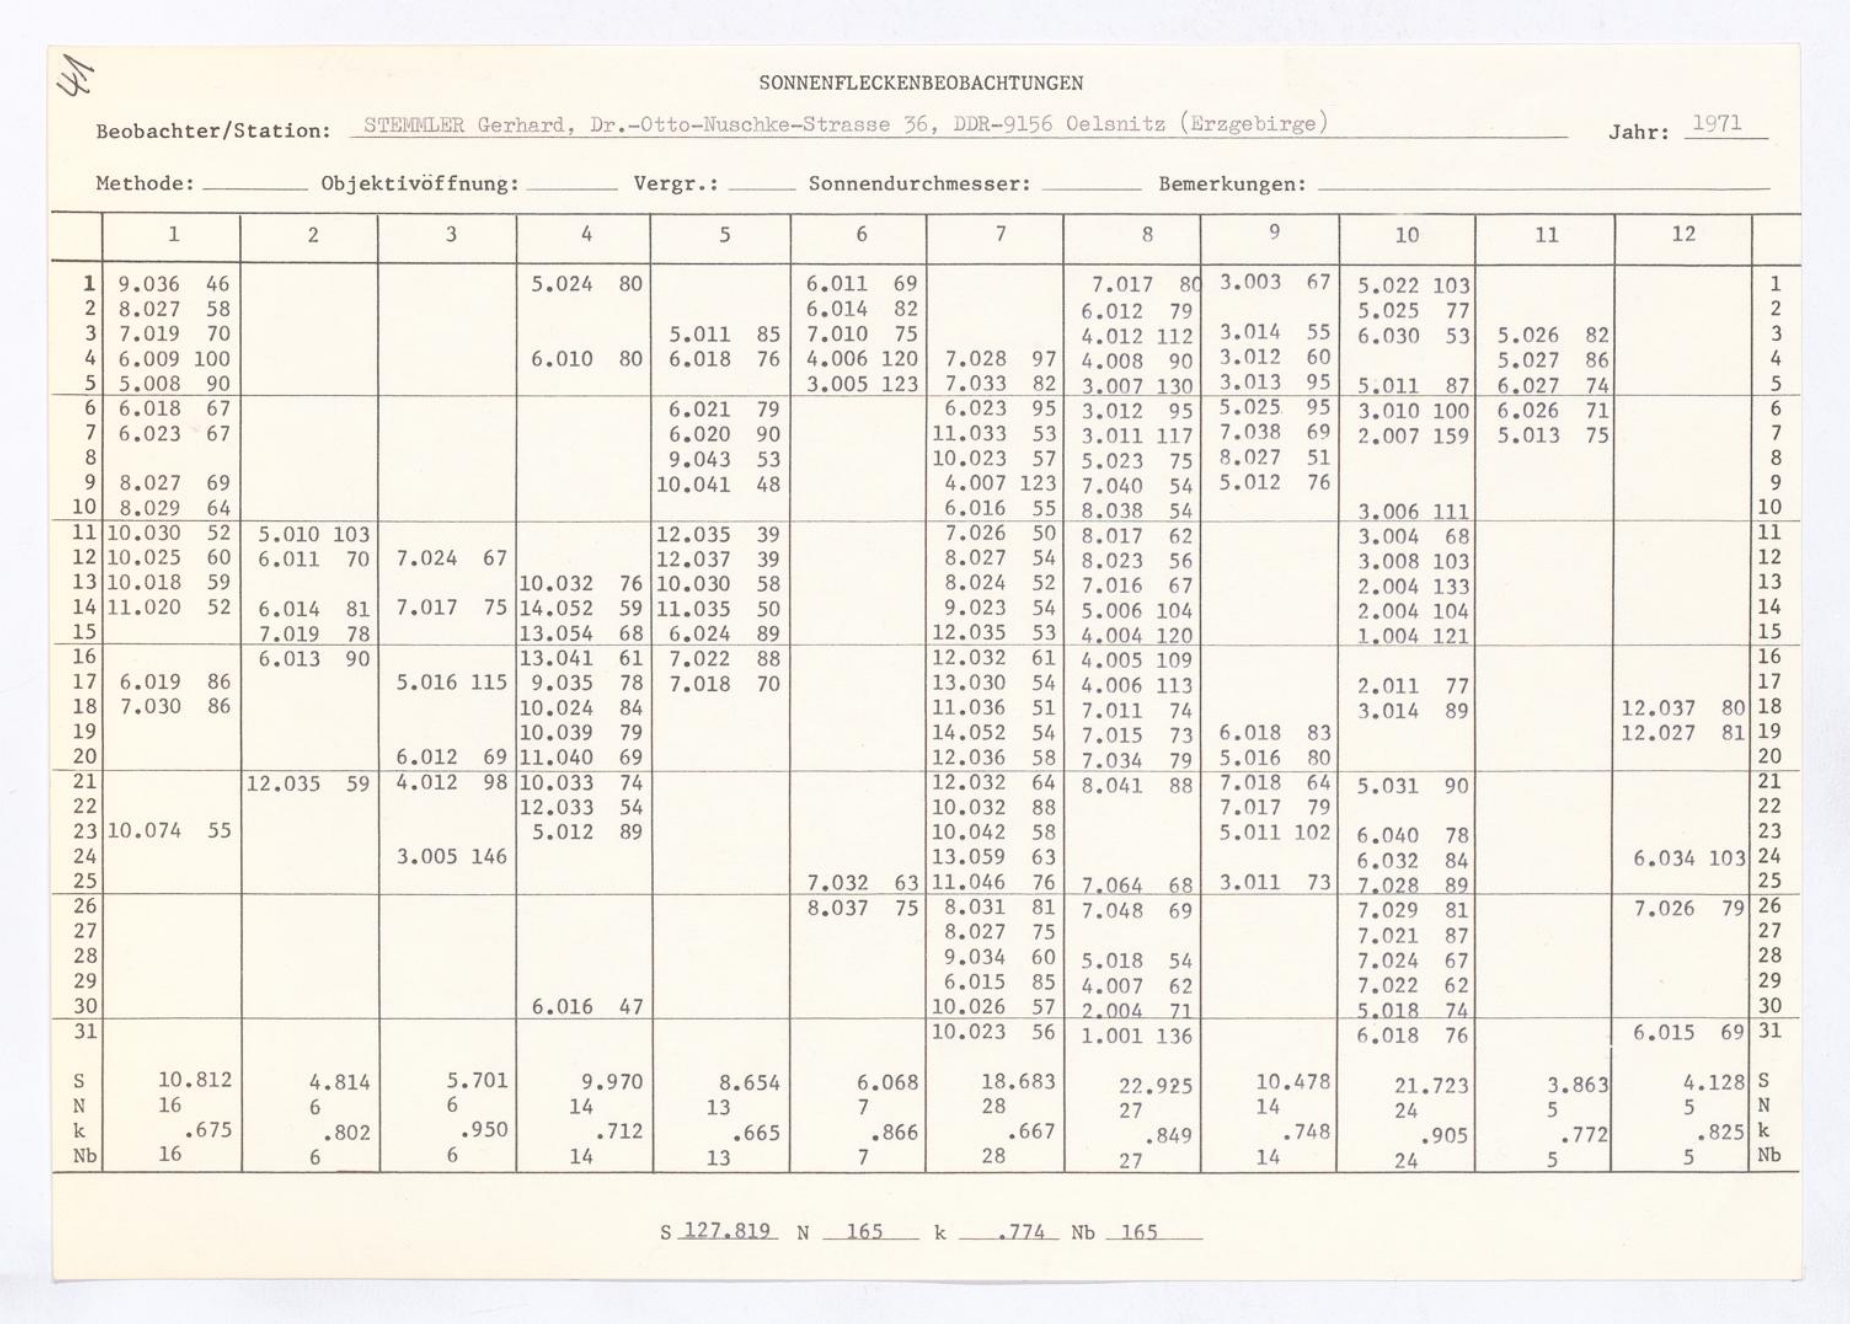 41
SONNENFLECKENBEOBACHTUNGEN
Beobachter/Station: STEMMLER Gerhard, Dr.-Otto-Nuschke-Strasse 36, DDR-9156 Oelsnitz (Erzgebirge) Jahr: 1971
Methode: Objektivöffnung: Vergr.: Sonnendurchmesser: Bemerkungen:
1 2 3 4 5 6 7 8 9 10 11 12
1 9.036 46 5.024 80 6.011 69 7.017 80 3.003 67 5.022 103 1
2 8.027 58 6.014 82 6.012 79 5.025 77 2
3 7.019 70 5.011 85 7.010 75 4.012 112 3.014 55 6.030 53 5.026 82 3
4 6.009 100 6.010 80 6.018 76 4.006 120 7.028 97 4.008 90 3.012 60 5.027 86 4
5 5.008 90 3.005 123 7.033 82 3.007 130 3.013 95 5.011 87 6.027 74 5
6 6.018 67 6.021 79 6.023 95 3.012 95 5.025 95 3.010 100 6.026 71 6
7 6.023 67 6.020 90 11.033 53 3.011 117 7.038 69 2.007 159 5.013 75 7
8 9.043 53 10.023 57 5.023 75 8.027 51 8
9 8.027 69 10.041 48 4.007 123 7.040 54 5.012 76 9
10 8.029 64 6.016 55 8.038 54 3.006 111 10
11 10.030 52 5.010 103 12.035 39 7.026 50 8.017 62 3.004 68 11
12 10.025 60 6.011 70 7.024 67 12.037 39 8.027 54 8.023 56 3.008 103 12
13 10.018 59 10.032 76 10.030 58 8.024 52 7.016 67 2.004 133 13
14 11.020 52 6.014 81 7.017 75 14.052 59 11.035 50 9.023 54 5.006 104 2.004 104 14
15 7.019 78 13.054 68 6.024 89 12.035 53 4.004 120 1.004 121 15
16 6.013 90 13.041 61 7.022 88 12.032 61 4.005 109 16
17 6.019 86 5.016 115 9.035 78 7.018 70 13.030 54 4.006 113 2.011 77 17
18 7.030 86 10.024 84 11.036 51 7.011 74 3.014 89 12.037 80 18
19 10.039 79 14.052 54 7.015 73 6.018 83 12.027 81 19
20 6.012 69 11.040 69 12.036 58 7.034 79 5.016 80 20
21 12.035 59 4.012 98 10.033 74 12.032 64 8.041 88 7.018 64 5.031 90 21
22 12.033 54 10.032 88 7.017 79 22
23 10.074 55 5.012 89 10.042 58 5.011 102 6.040 78 23
24 3.005 146 13.059 63 6.032 84 6.034 103 24
25 7.032 63 11.046 76 7.064 68 3.011 73 7.028 89 25
26 8.037 75 8.031 81 7.048 69 7.029 81 7.026 79 26
27 8.027 75 7.021 87 27
28 9.034 60 5.018 54 7.024 67 28
29 6.015 85 4.007 62 7.022 62 29
30 6.016 47 10.026 57 2.004 71 5.018 74 30
31 10.023 56 1.001 136 6.018 76 6.015 69 31
S 10.812 4.814 5.701 9.970 8.654 6.068 18.683 22.925 10.478 21.723 3.863 4.128 S
N 16 6 6 14 13 7 28 27 14 24 5 5 N
k .675 .802 .950 .712 .665 .866 .667 .849 .748 .905 .772 .825 k
Nb 16 6 6 14 13 7 28 27 14 24 5 5 Nb
S 127.819 N 165 k .774 Nb 165